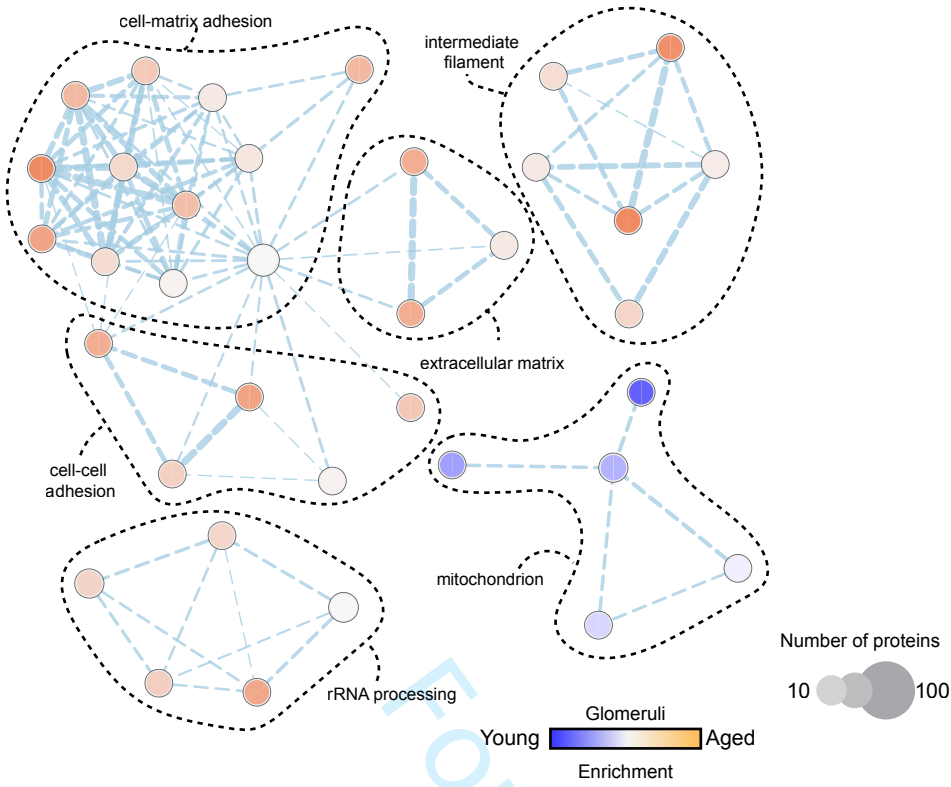 cell-matrix adhesion
intermediate
filament
extracellular matrix
cell-cell
adhesion
mitochondrion
rRNA processing
Number of proteins
10 100
Glomeruli
Young Aged
Enrichment
Fo